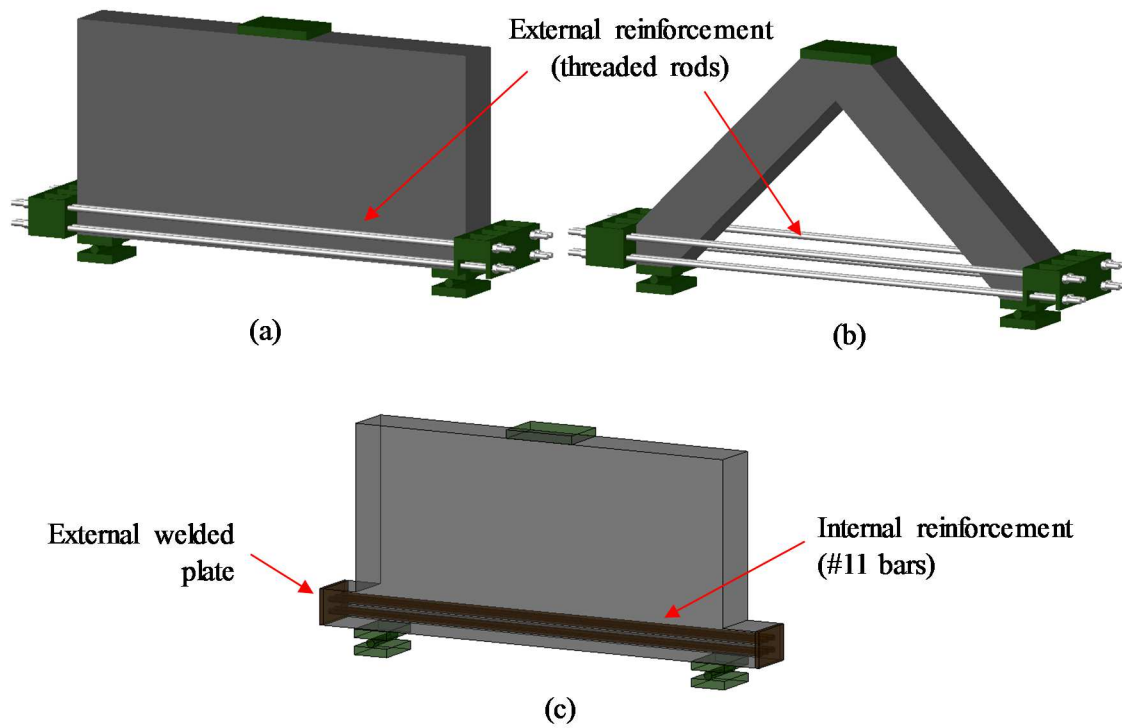 External reinforcement
(threaded rods)
(a)
(b)
External welded
plate
Internal reinforcement
(#11 bars)
(c)